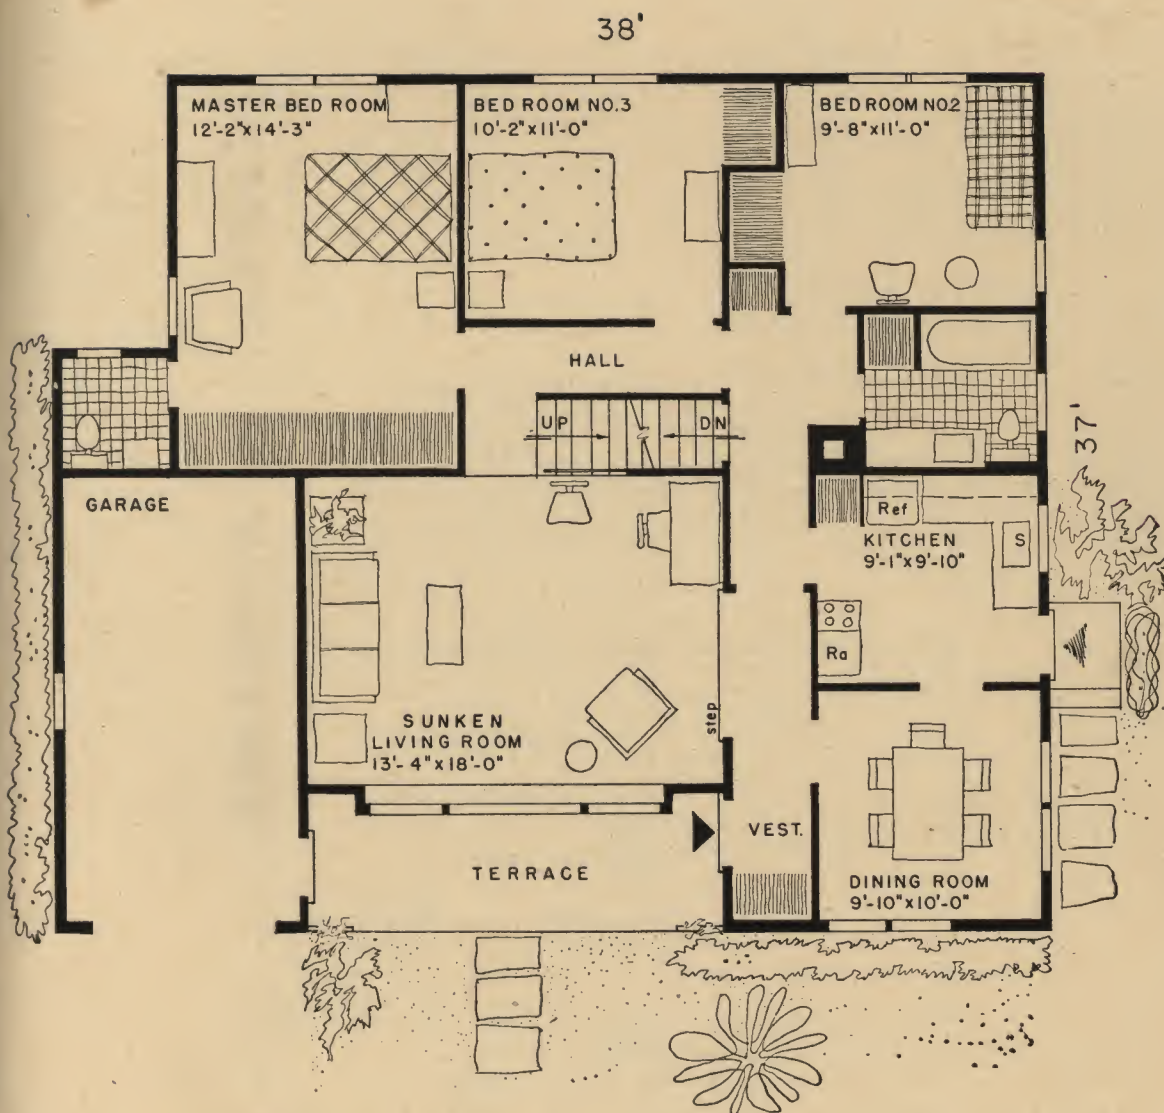 38'
MASTER BED ROOM
12'-2"x14'-3"
BED ROOM NO.3
10'-2"x11'-0"
BED ROOM NO.2
9'-8"x11'-0"
HALL
UP
DN
37'
GARAGE
Ref
KITCHEN
9'-1"x9'-10"
S
Ra
SUNKEN
LIVING ROOM
13'-4"x18'-0"
step
VEST.
TERRACE
DINING ROOM
9'-10"x10'-0"